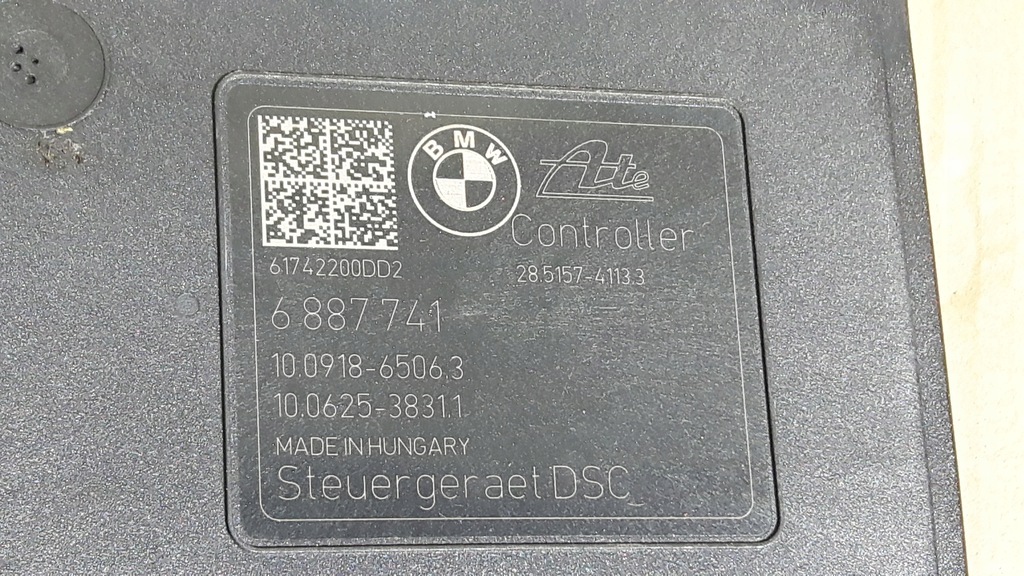 BMW
Ate
Controller
61742200DD2
28.5157-4113.3
6 887 741
10.0918-6506.3
10.0625-3831.1
MADE IN HUNGARY
Steuergeraet DSC